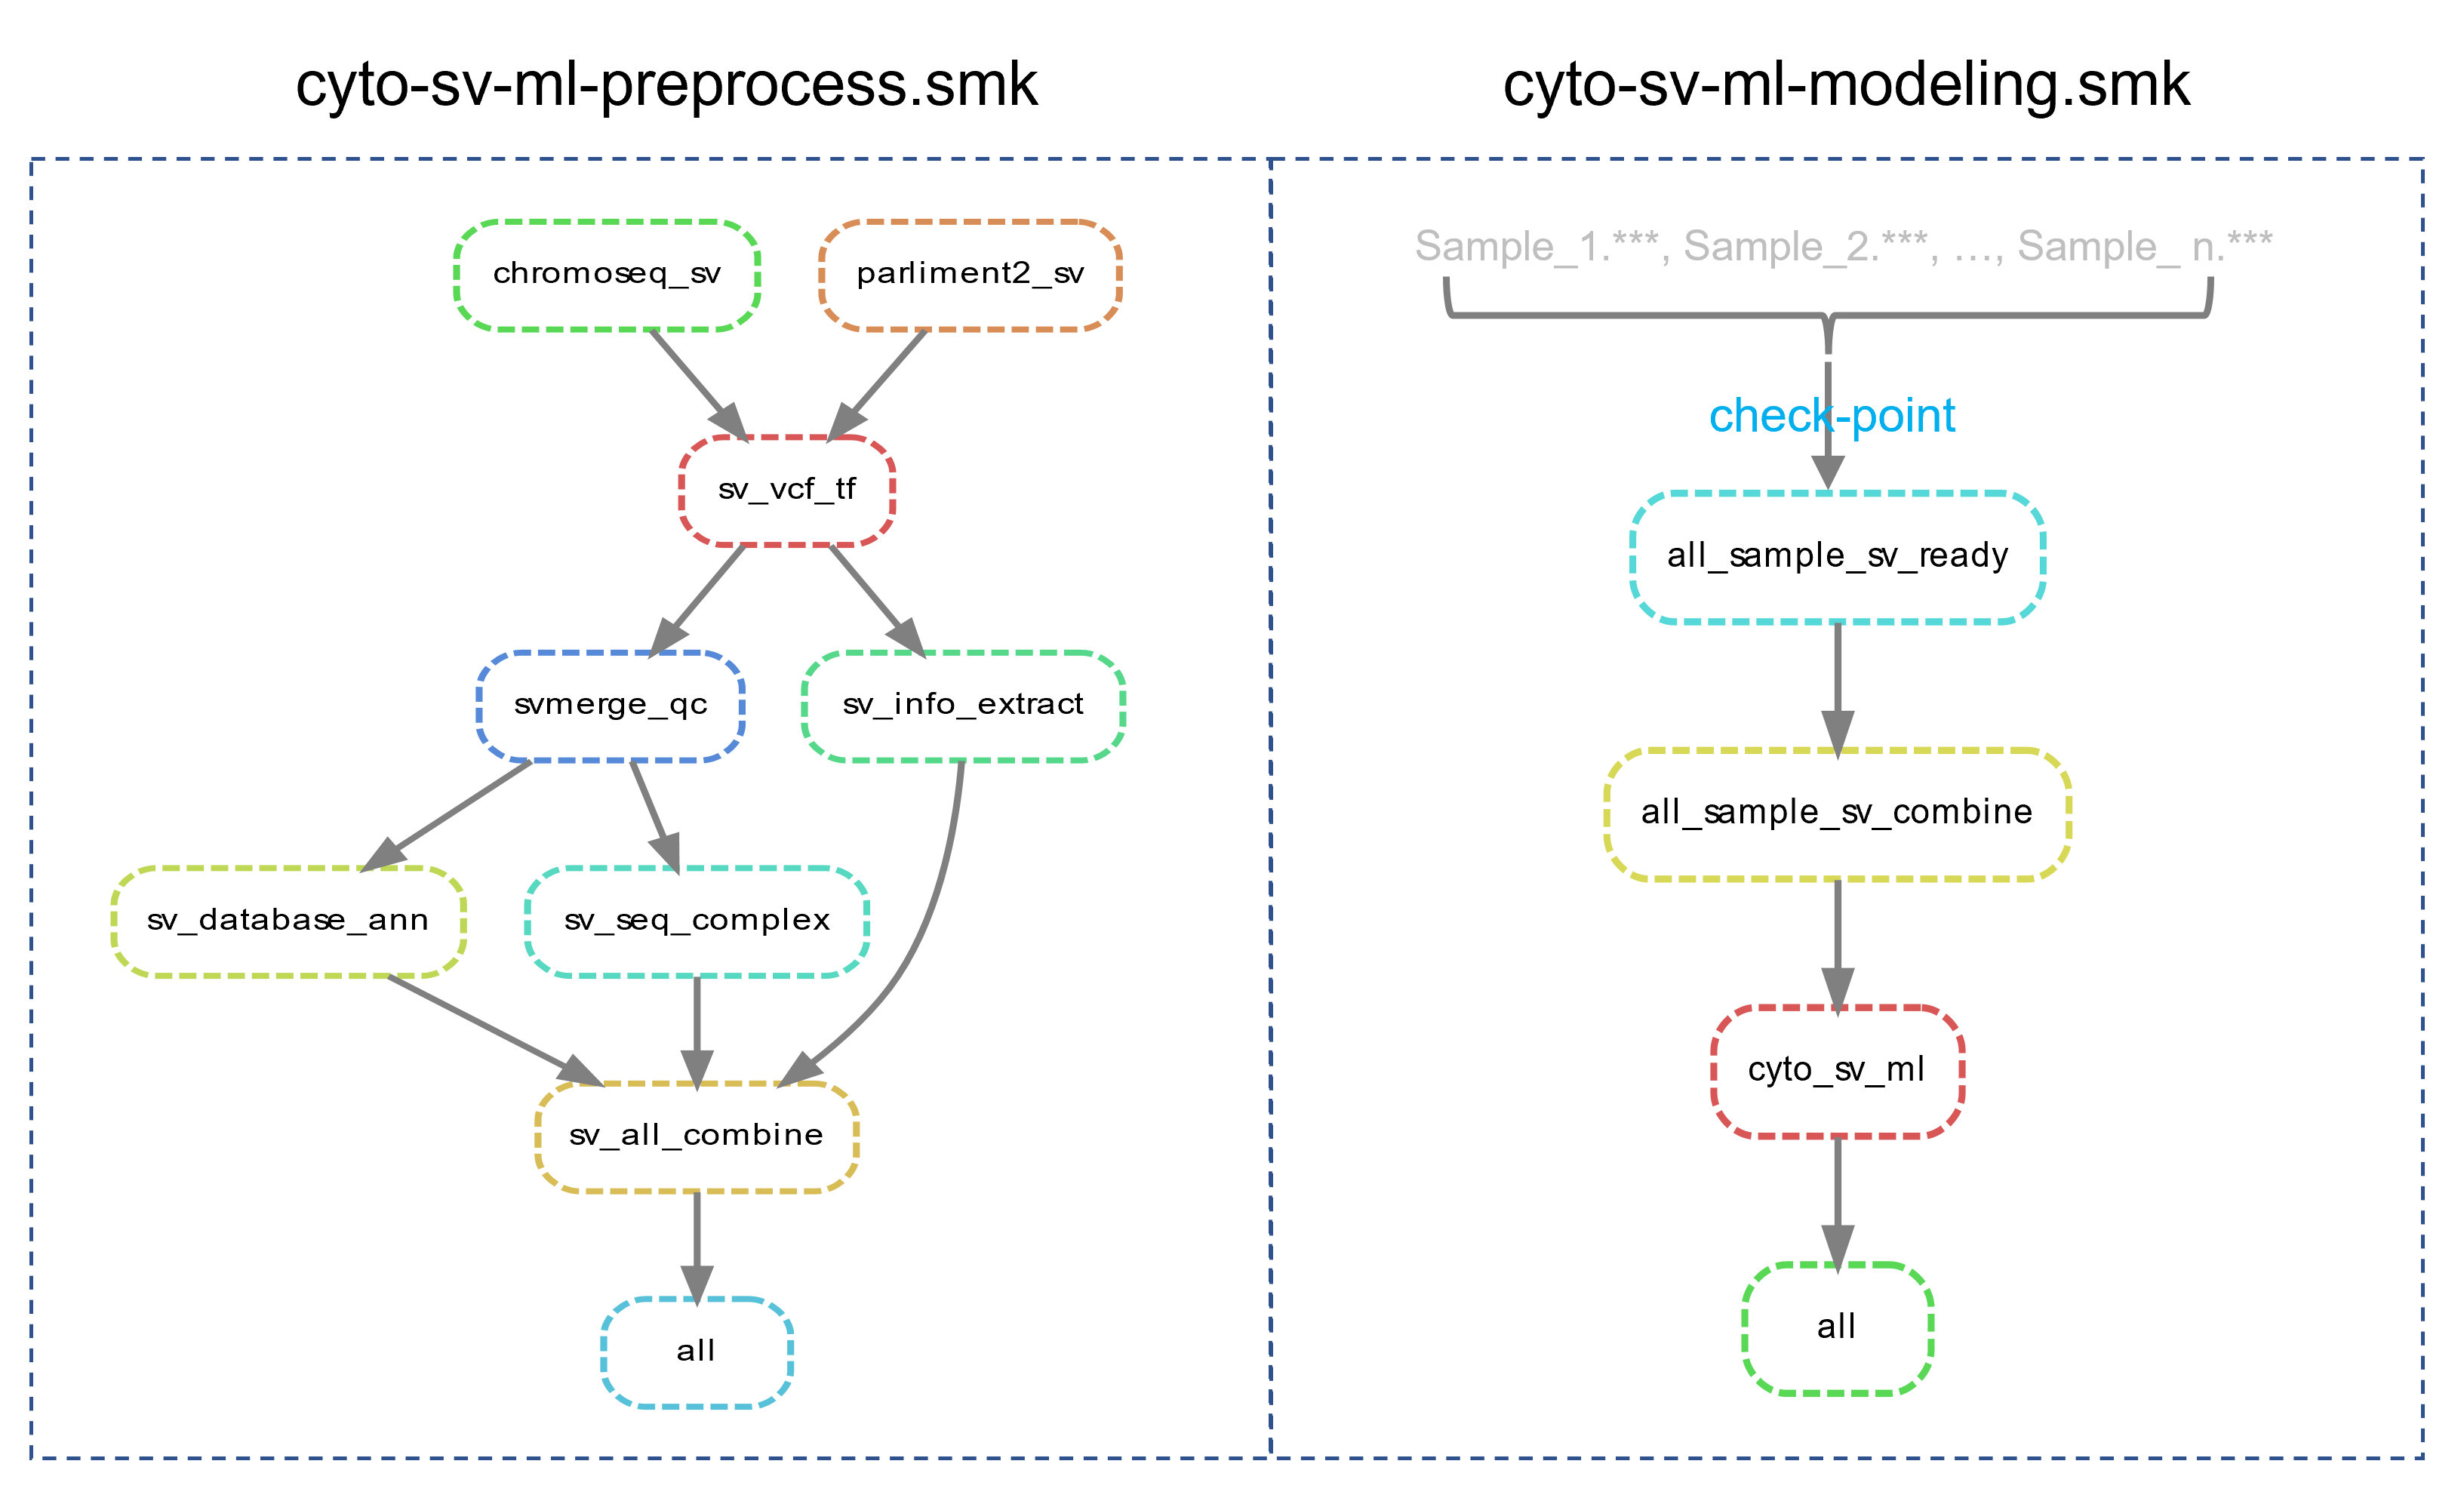 cyto-sv-ml-preprocess.smk
chromoseq_sv
parliment2_sv
sv_vcf_tf
svmerge_qc
sv_info_extract
sv_database_ann
sv_seq_complex
sv_all_combine
all
cyto-sv-ml-modeling.smk
Sample_1.***, Sample_2.***, ..., Sample_ n.***
check-point
all_sample_sv_ready
all_sample_sv_combine
cyto_sv_ml
all